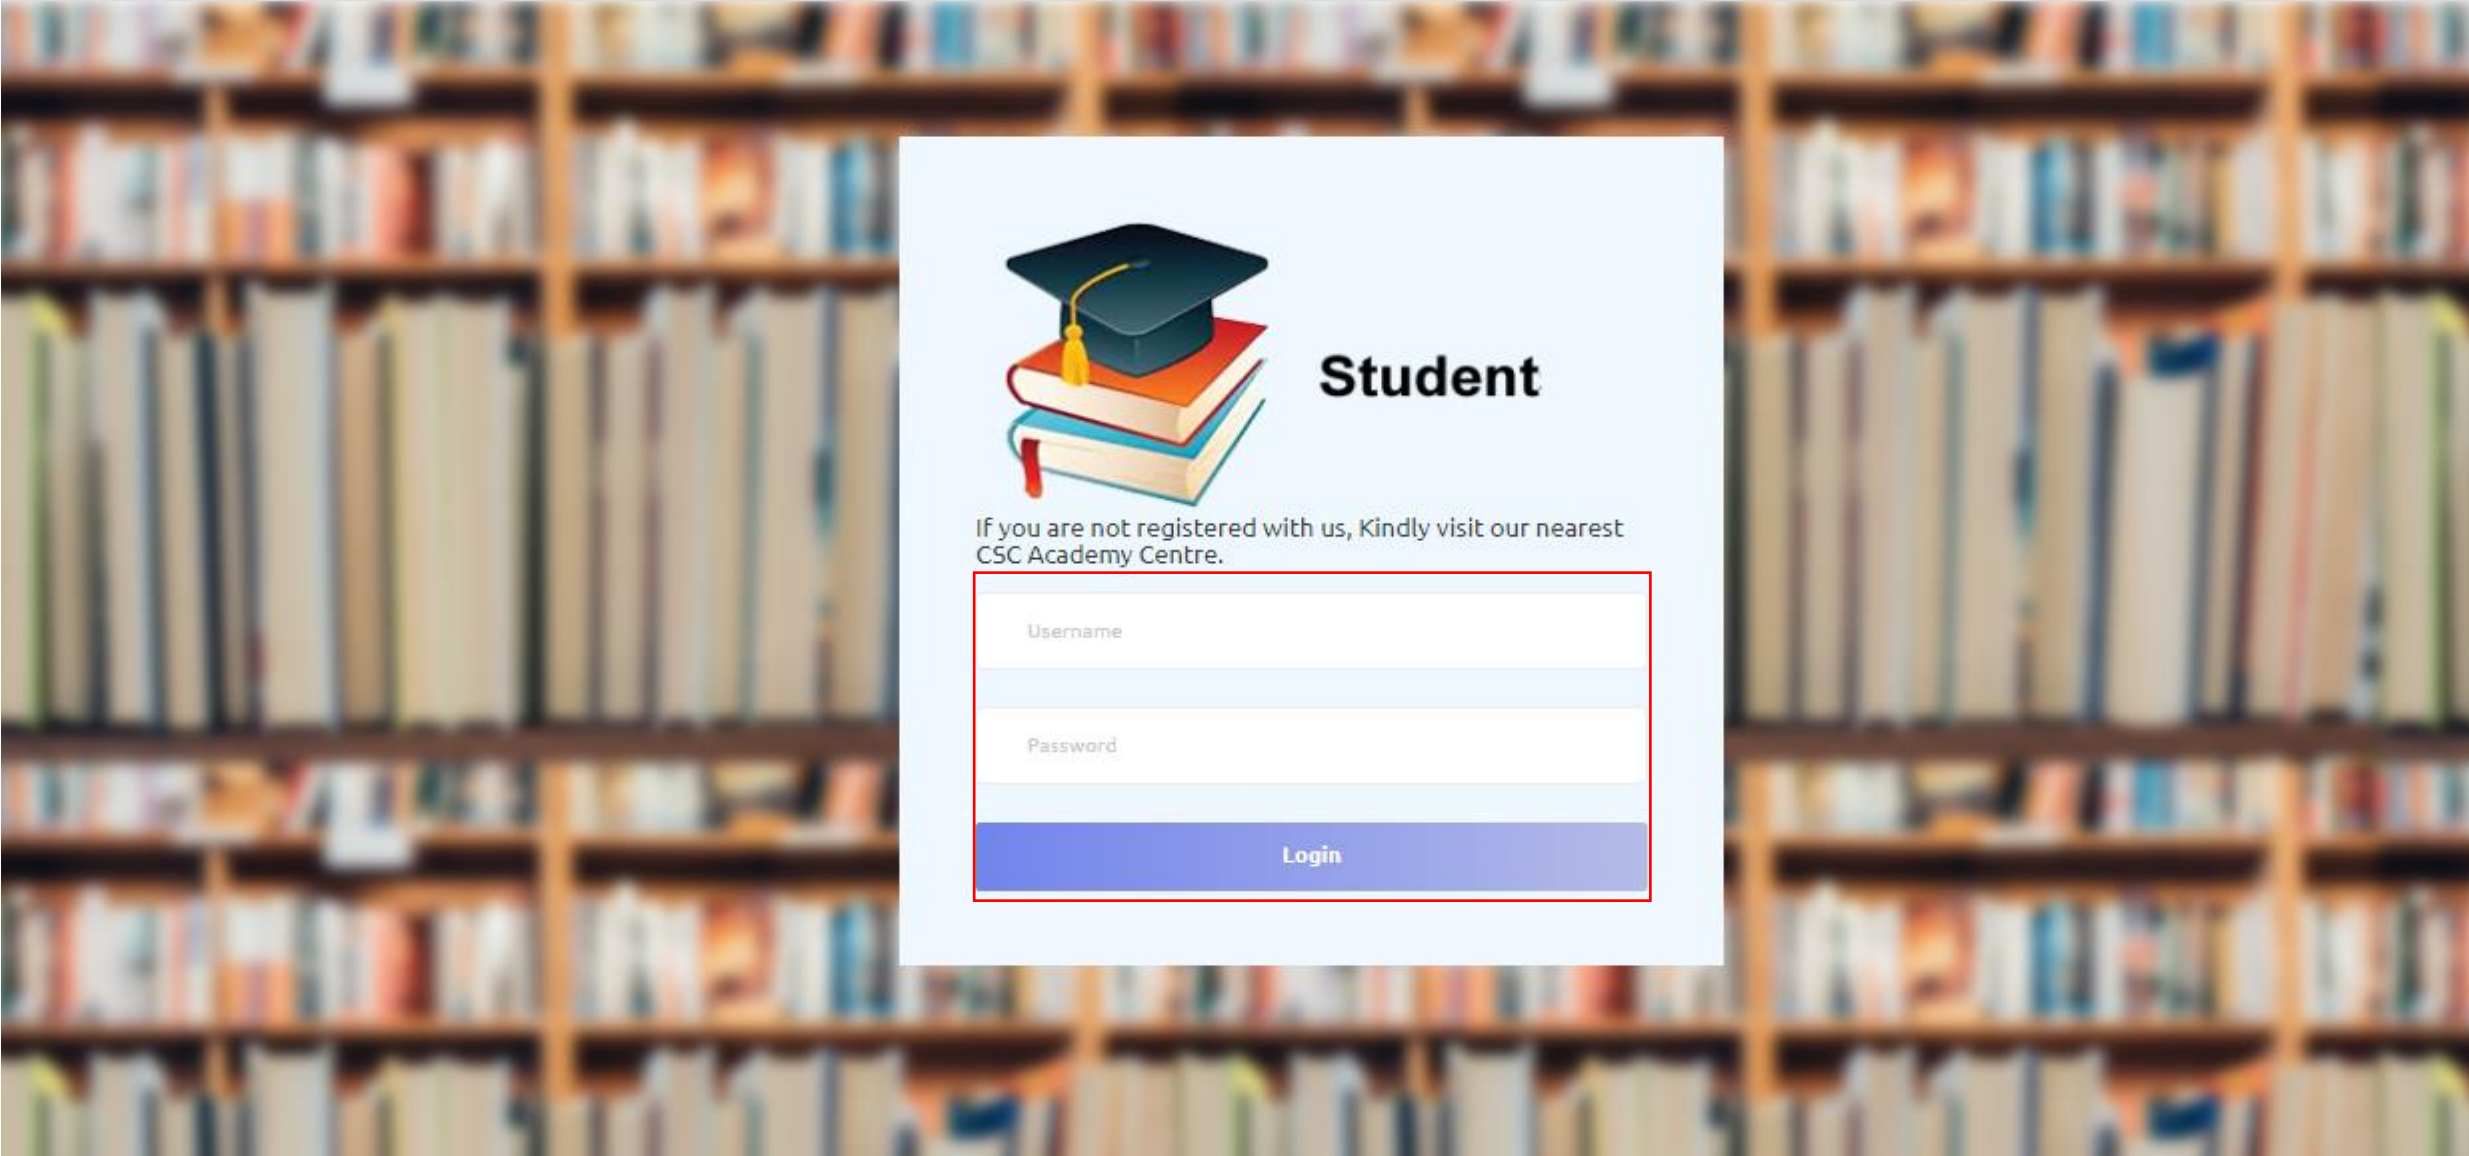 Student
If you are not registered with us, Kindly visit our nearest
CSC Academy Centre.
Username
Password
Login